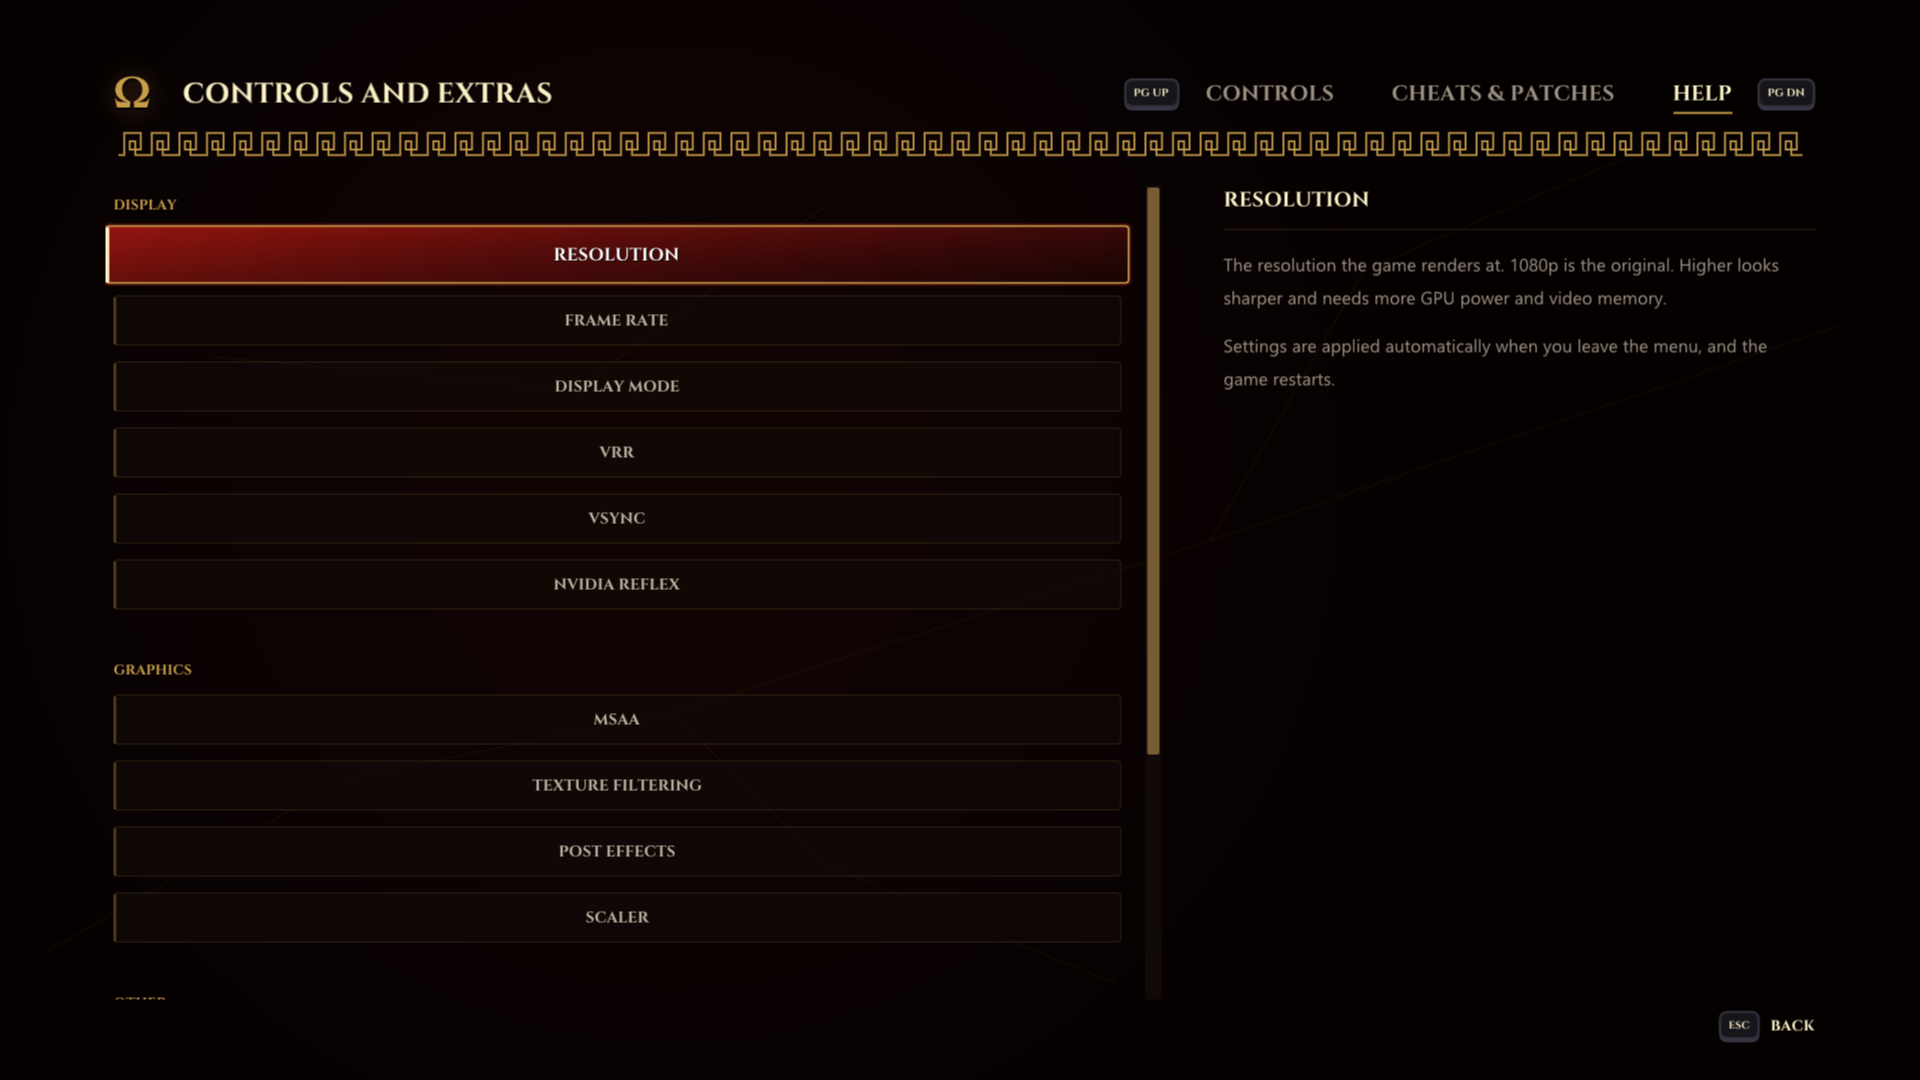 Ω CONTROLS AND EXTRAS
PG UP CONTROLS CHEATS & PATCHES HELP PG DN
DISPLAY
RESOLUTION
FRAME RATE
DISPLAY MODE
VRR
VSYNC
NVIDIA REFLEX
GRAPHICS
MSAA
TEXTURE FILTERING
POST EFFECTS
SCALER
RESOLUTION
The resolution the game renders at. 1080p is the original. Higher looks
sharper and needs more GPU power and video memory.
Settings are applied automatically when you leave the menu, and the
game restarts.
ESC BACK